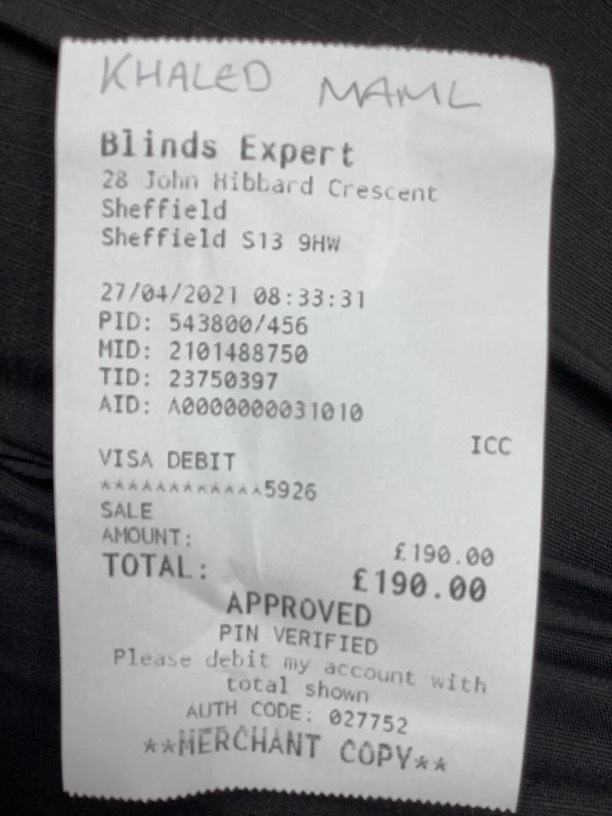 KHALED MAML
Blinds Expert
28 John Hibbard Crescent
Sheffield
Sheffield S13 9HW
27/04/2021 08:33:31
PID: 543800/456
MID: 2101488750
TID: 23750397
AID: A0000000031010
ICC
VISA DEBIT
************5926
SALE
AMOUNT: £190.00
TOTAL: £190.00
APPROVED
PIN VERIFIED
Please debit my account with
total shown
AUTH CODE: 027752
**MERCHANT COPY**